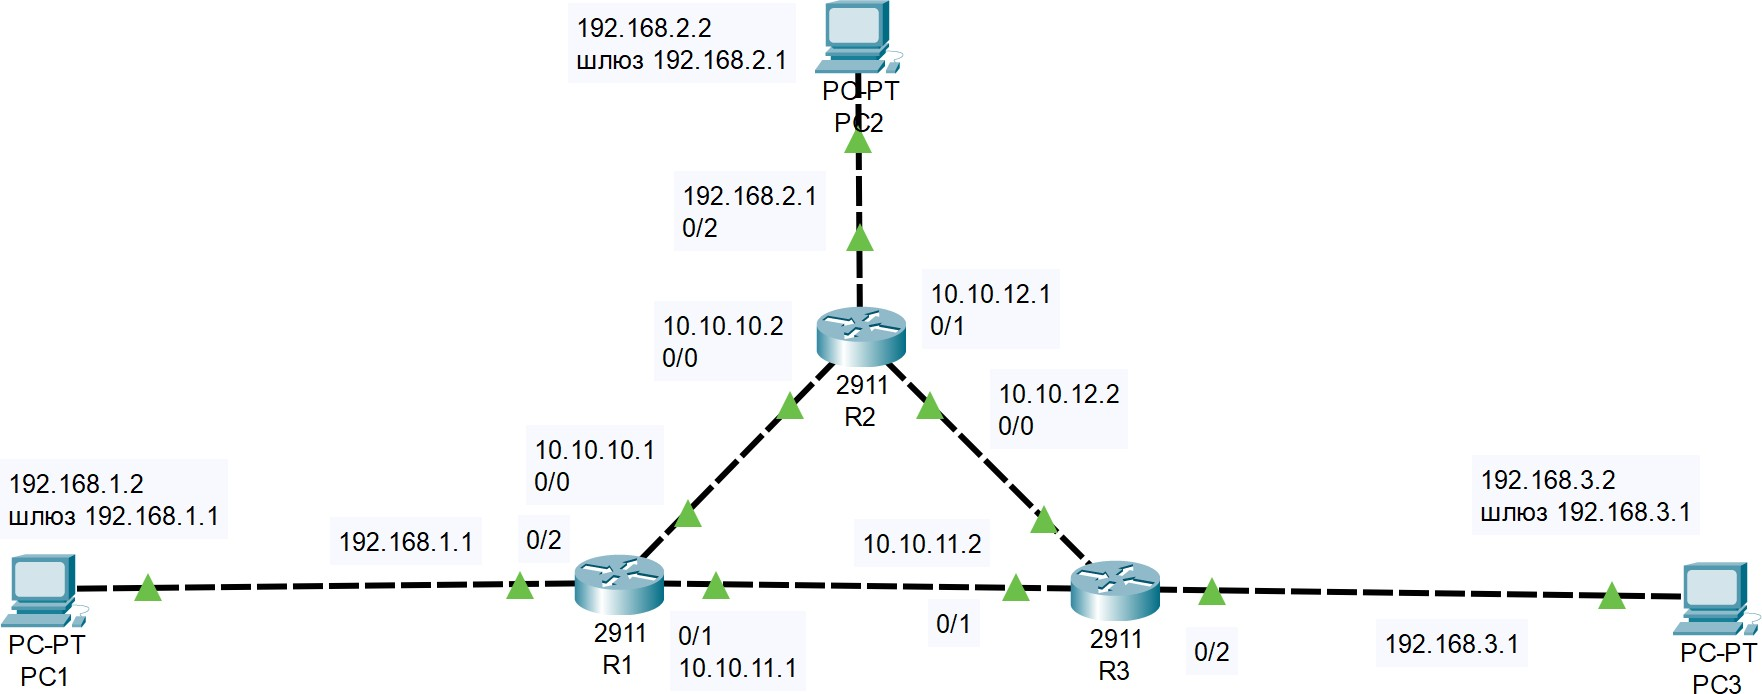 192.168.2.2
шлюз 192.168.2.1
PC-PT
PC2
192.168.2.1
0/2
10.10.12.1
0/1
10.10.10.2
0/0
2911
R2
10.10.12.2
0/0
10.10.10.1
0/0
192.168.1.2
шлюз 192.168.1.1
192.168.1.1
0/2
10.10.11.2
192.168.3.2
шлюз 192.168.3.1
PC-PT
PC1
2911
R1
0/1
10.10.11.1
0/1
2911
R3
0/2
192.168.3.1
PC-PT
PC3